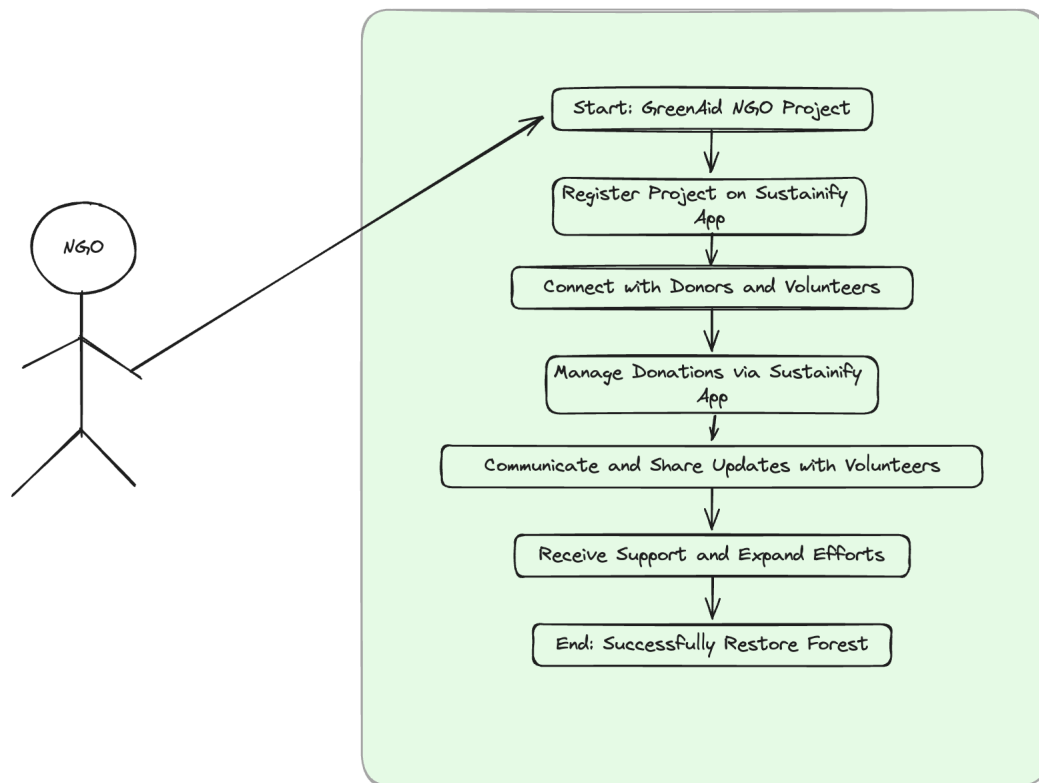 Start: GreenAid NGO Project
Register Project on Sustainify
App
NGO
Connect with Donors and Volunteers
Manage Donations via Sustainify
App
Communicate and Share Updates with Volunteers
Receive Support and Expand Efforts
End: Successfully Restore Forest